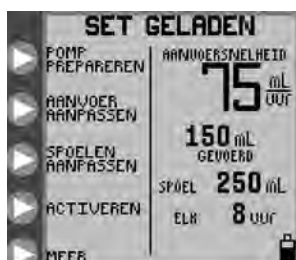 SET GELADEN
POMP
PREPAREREN
AANVOER
AANPASSEN
SPOELEN
AANPASSEN
ACTIVEREN
MEER
AANVOERSNELHEID
75 mL
UUR
150 mL
GEVOERD
SPOEL 250 mL
ELK 8 UUR